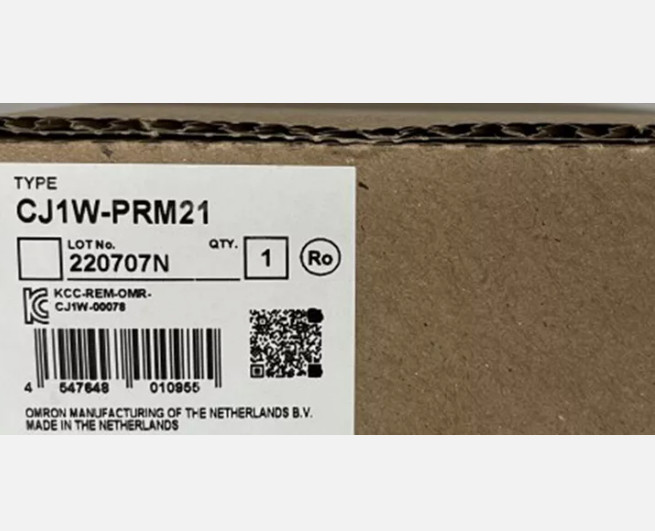 TYPE
CJ1W-PRM21
LOT No. QTY.
220707N 1 Ro
KCC-REM-OMR-
CJ1W-00078
4 547648 010955
OMRON MANUFACTURING OF THE NETHERLANDS B.V.
MADE IN THE NETHERLANDS